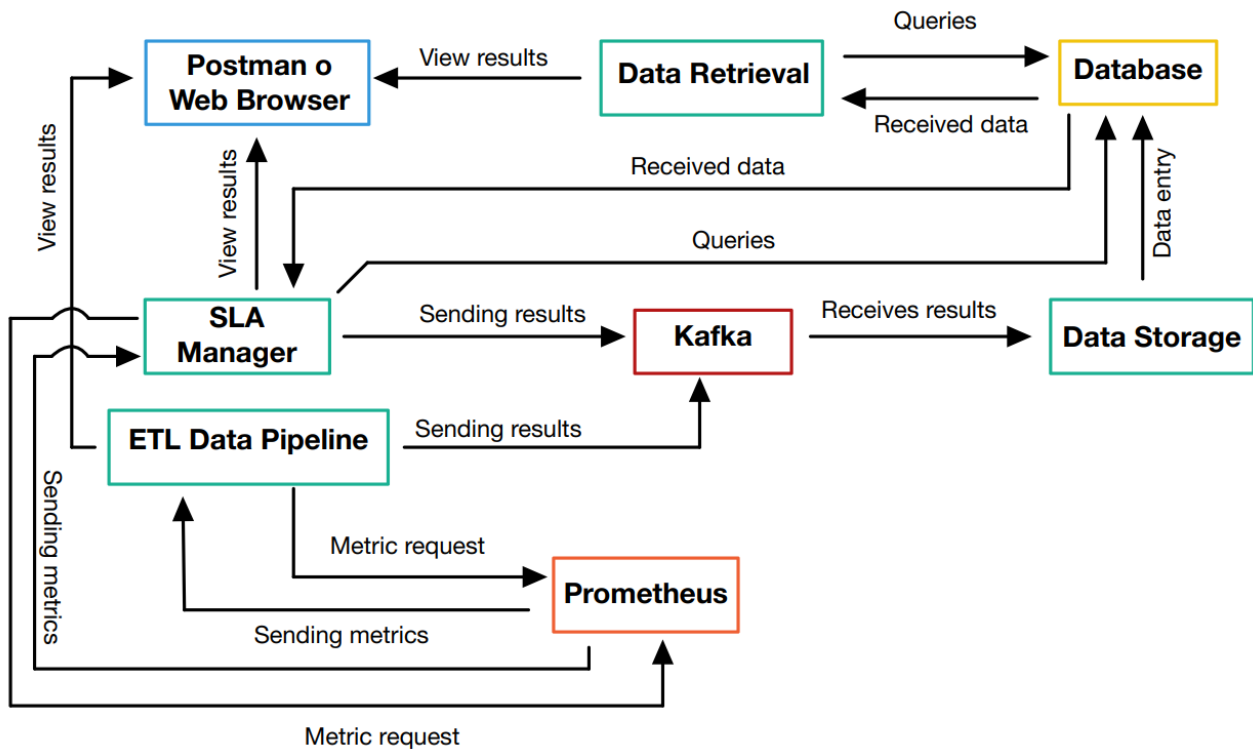 Queries
Postman o
Web Browser
View results
Data Retrieval
Database
Received data
View results
View results
Received data
Data entry
Queries
SLA
Manager
Sending results
Kafka
Receives results
Data Storage
ETL Data Pipeline
Sending results
Sending metrics
Metric request
Prometheus
Sending metrics
Metric request